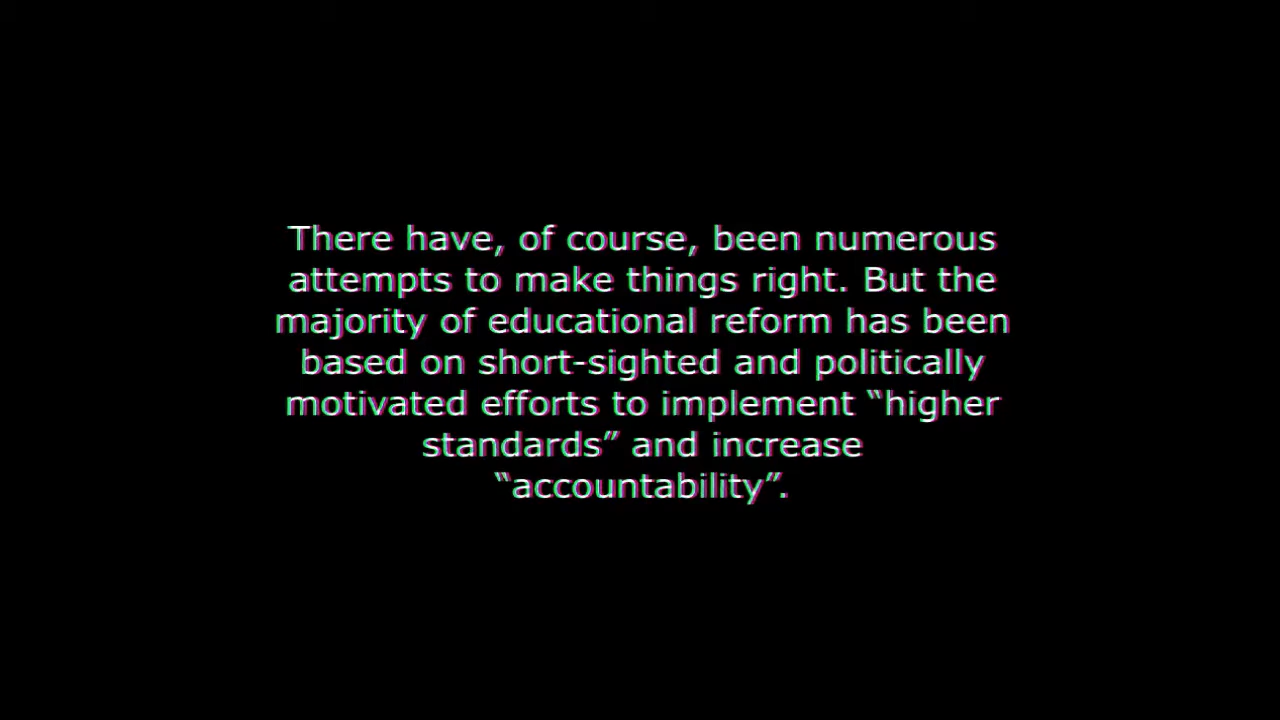 There have, of course, been numerous
attempts to make things right. But the
majority of educational reform has been
based on short-sighted and politically
motivated efforts to implement “higher
standards” and increase
“accountability”.